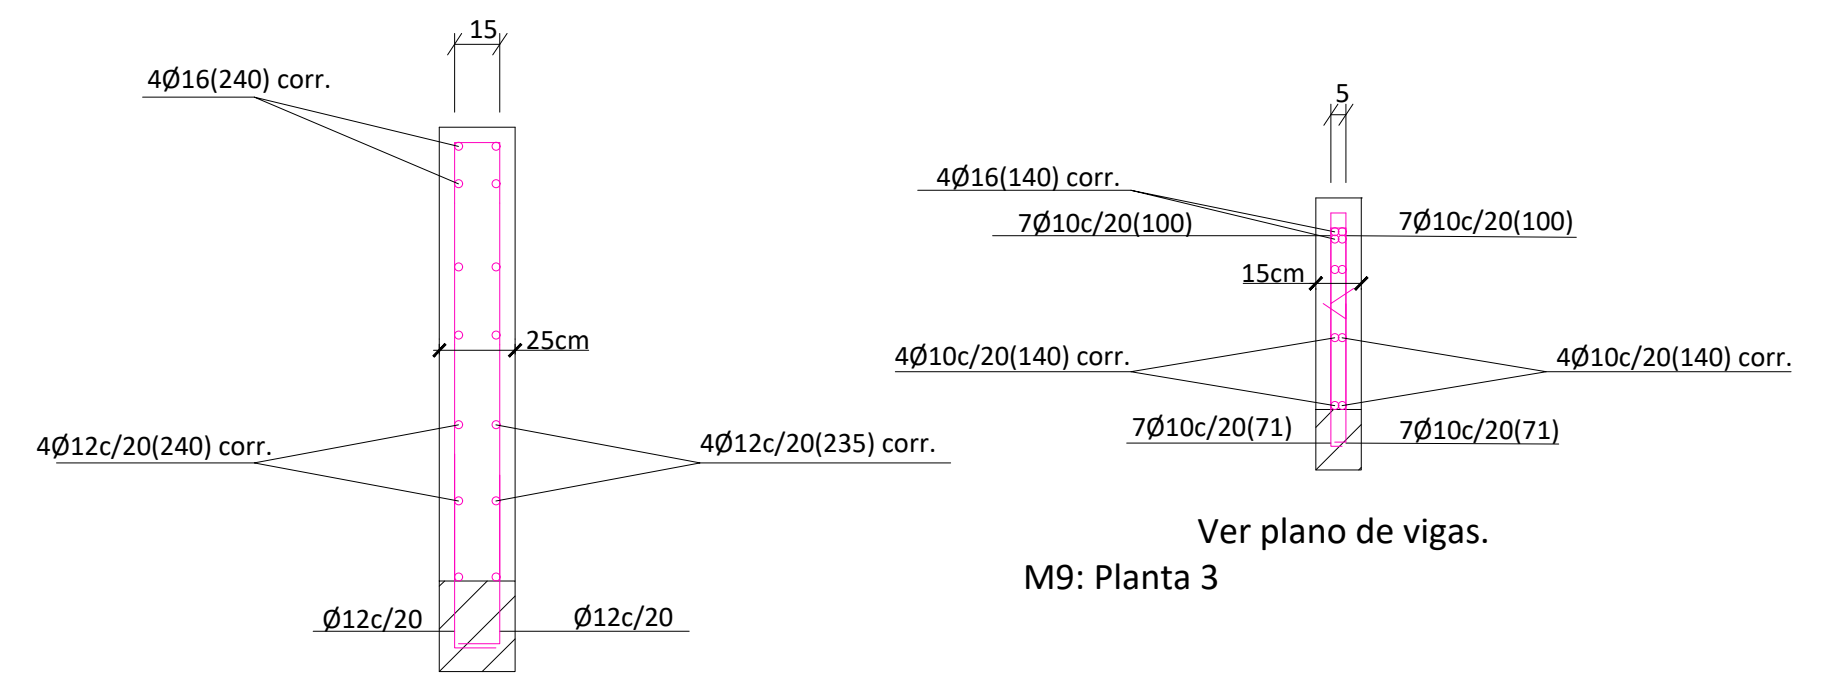 15
4Ø16(240) corr.
25cm
4Ø12c/20(240) corr.
4Ø12c/20(235) corr.
Ø12c/20
Ø12c/20
5
4Ø16(140) corr.
7Ø10c/20(100)
7Ø10c/20(100)
15cm
4Ø10c/20(140) corr.
4Ø10c/20(140) corr.
7Ø10c/20(71)
7Ø10c/20(71)
Ver plano de vigas.
M9: Planta 3